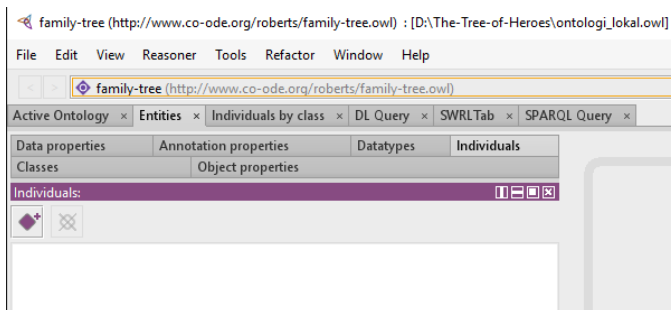 family-tree (http://www.co-ode.org/roberts/family-tree.owl) : [D:\The-Tree-of-Heroes\ontologi_lokal.owl]
File Edit View Reasoner Tools Refactor Window Help
< > family-tree (http://www.co-ode.org/roberts/family-tree.owl)
Active Ontology × Entities × Individuals by class × DL Query × SWRLTab × SPARQL Query ×
Data properties Annotation properties Datatypes Individuals
Classes Object properties
Individuals: